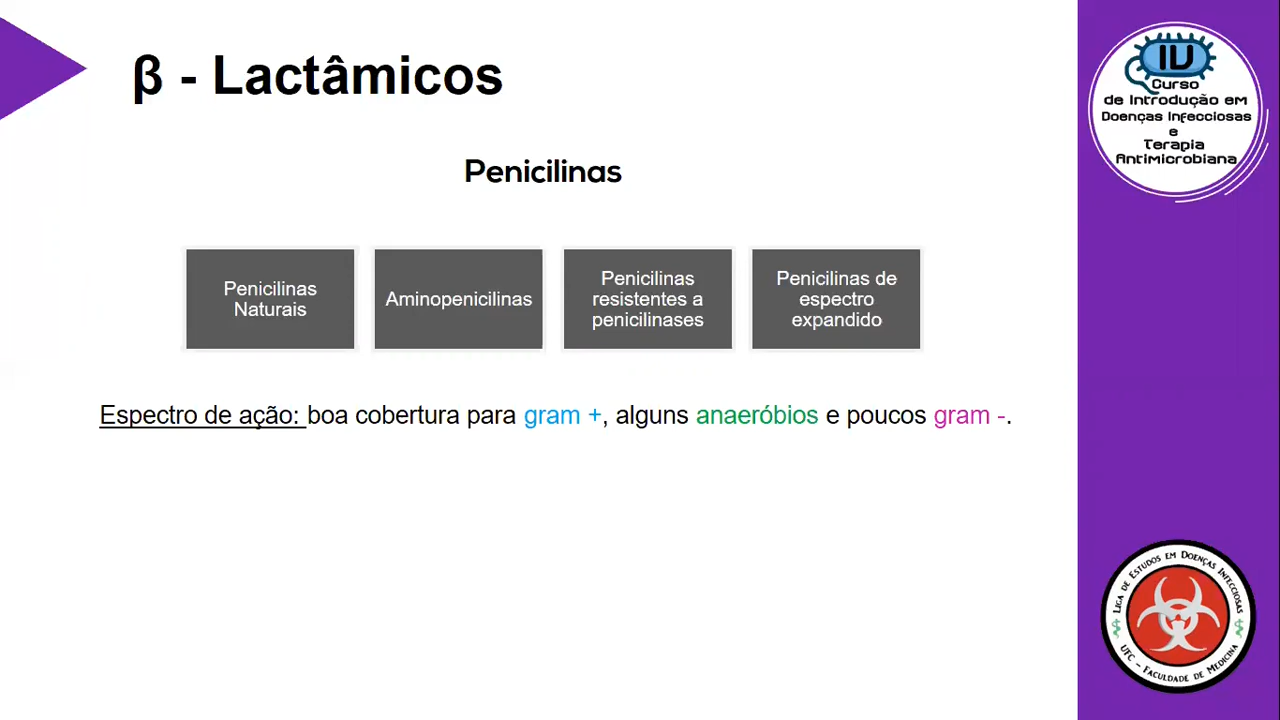 β - Lactâmicos
Penicilinas
Penicilinas
Naturais
Aminopenicilinas
Penicilinas
resistentes a
penicilinases
Penicilinas de
espectro
expandido
Espectro de ação: boa cobertura para gram +, alguns anaeróbios e poucos gram -.
IV
Curso
de Introdução em
Doenças Infecciosas
e
Terapia
Antimicrobiana
Liga de Estudos em Doenças Infecciosas
UTC - Faculdade de Medicina